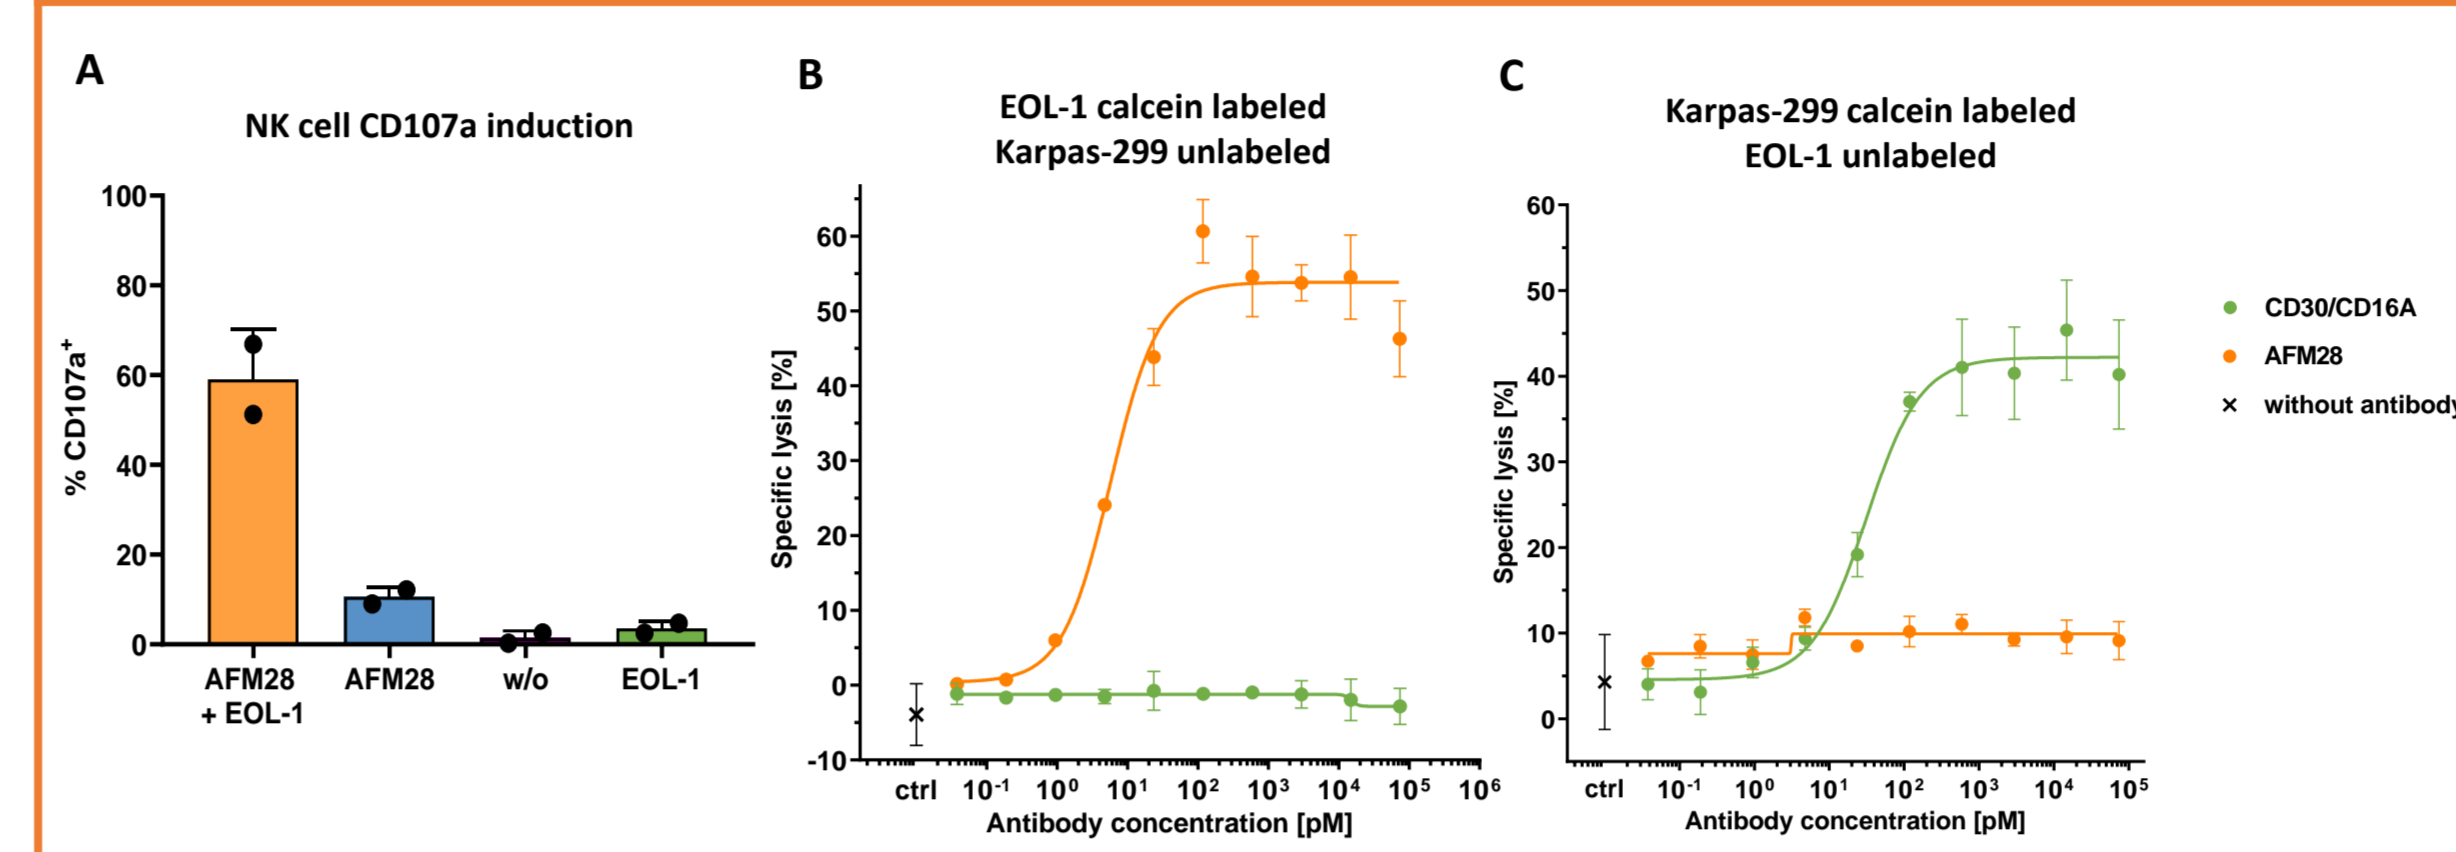 A
NK cell CD107a induction
% CD107a⁺
100
80
60
40
20
0
AFM28
+ EOL-1
AFM28
w/o
EOL-1
B
EOL-1 calcein labeled
Karpas-299 unlabeled
Specific lysis [%]
60
50
40
30
20
10
0
-10
ctrl 10⁻¹ 10⁰ 10¹ 10² 10³ 10⁴ 10⁵ 10⁶
Antibody concentration [pM]
C
Karpas-299 calcein labeled
EOL-1 unlabeled
Specific lysis [%]
60
50
40
30
20
10
0
ctrl 10⁻¹ 10⁰ 10¹ 10² 10³ 10⁴ 10⁵
Antibody concentration [pM]
CD30/CD16A
AFM28
without antibody